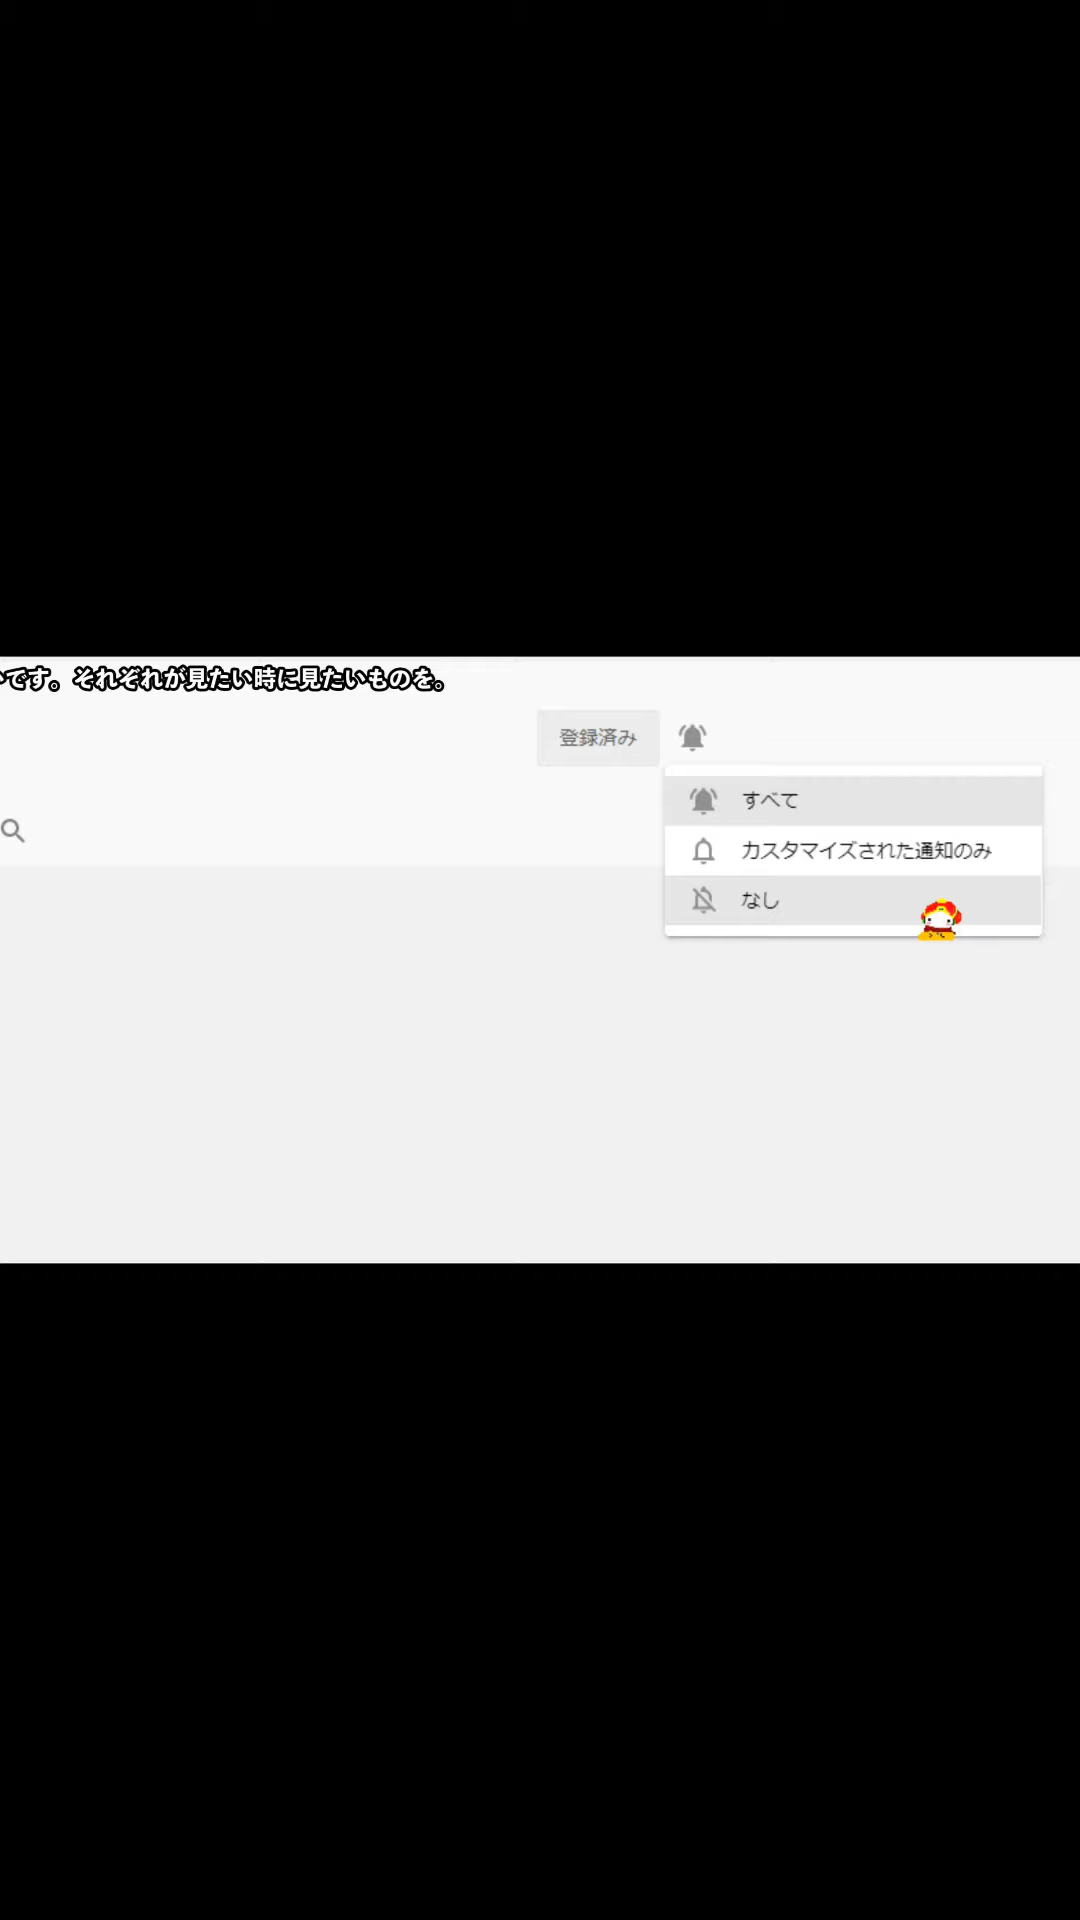 です。それぞれが見たい時に見たいものを。
登録済み
すべて
カスタマイズされた通知のみ
なし